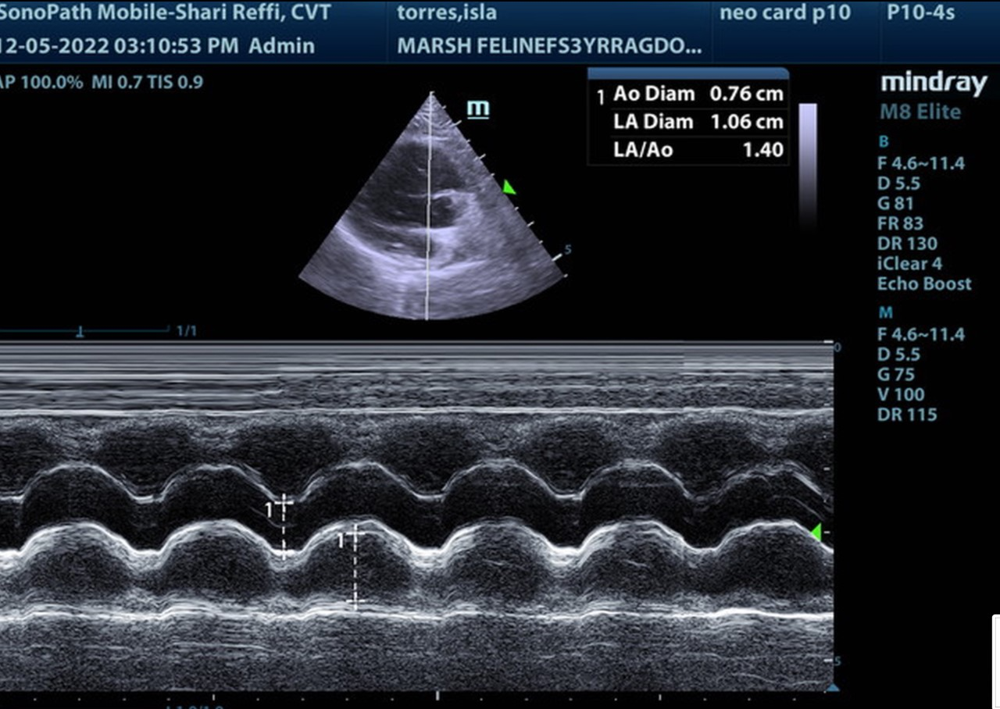 SonoPath Mobile-Shari Reffi, CVT
torres,isla
neo card p10
P10-4s
12-05-2022 03:10:53 PM Admin
MARSH FELINEFS3YRRAGDO...
AP 100.0% MI 0.7 TIS 0.9
m
1 Ao Diam 0.76 cm
LA Diam 1.06 cm
LA/Ao 1.40
mindray
M8 Elite
B
F 4.6~11.4
D 5.5
G 81
FR 83
DR 130
iClear 4
Echo Boost
5
M
F 4.6~11.4
D 5.5
G 75
V 100
DR 115
1/1
0
1
1
5